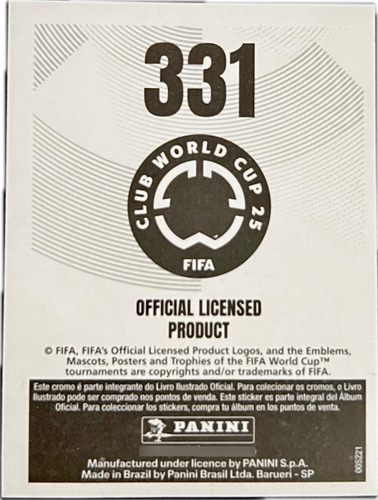 331
CLUB WORLD CUP 25
FIFA
OFFICIAL LICENSED
PRODUCT
© FIFA, FIFA's Official Licensed Product Logos, and the Emblems,
Mascots, Posters and Trophies of the FIFA World Cup™
tournaments are copyrights and/or trademarks of FIFA.
Este cromo é parte integrante do Livro Ilustrado Oficial. Para colecionar os cromos, o Livro
Ilustrado pode ser comprado nos pontos de venda. Este sticker es parte integral del Álbum
Oficial. Para coleccionar los stickers, compra tu álbum en los puntos de venta.
PANINI
Manufactured under licence by PANINI S.p.A.
Made in Brazil by Panini Brasil Ltda. Barueri - SP
005221